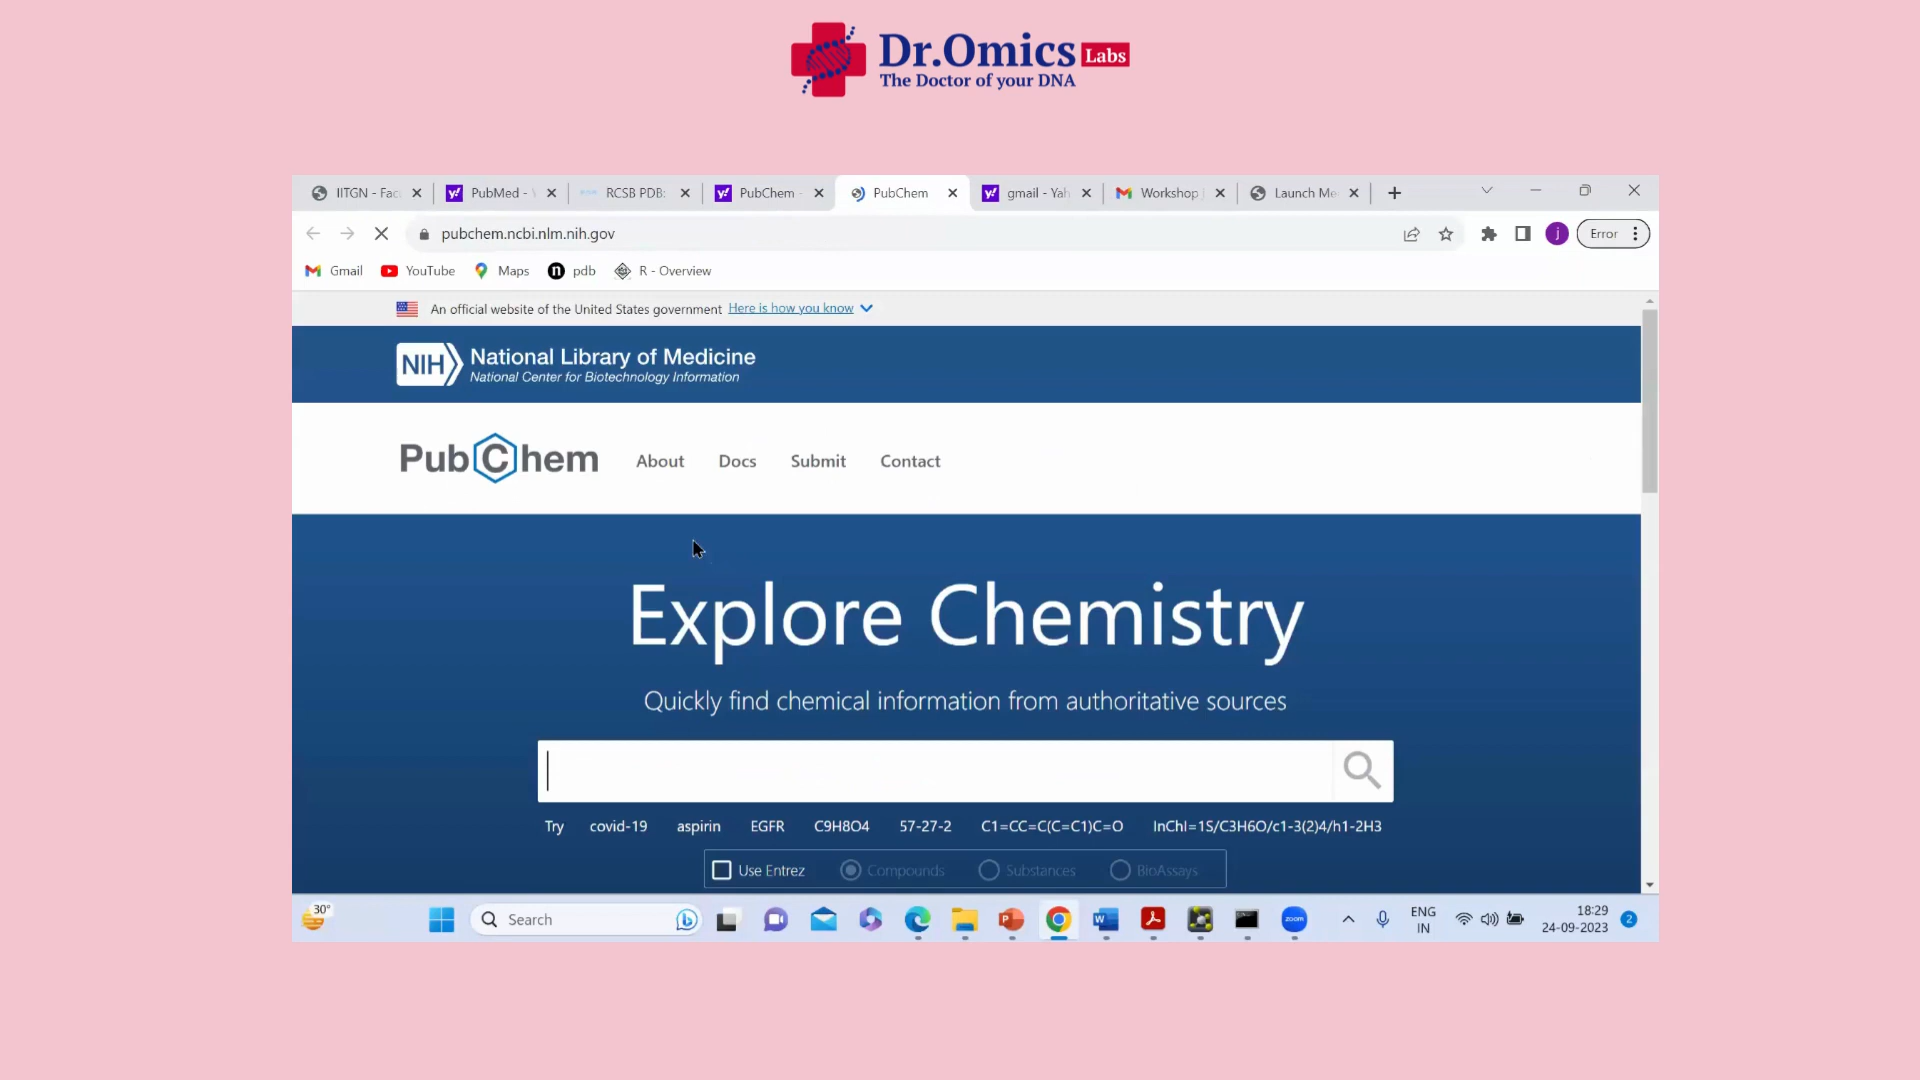 Dr.Omics Labs
The Doctor of your DNA
IITGN - Fac
PubMed -
RCSB PDB:
PubChem -
PubChem
gmail - Yah
Workshop
Launch Me
pubchem.ncbi.nlm.nih.gov
j
Error
Gmail
YouTube
Maps
n
pdb
R - Overview
An official website of the United States government Here is how you know
NIH
National Library of Medicine
National Center for Biotechnology Information
PubChem
About
Docs
Submit
Contact
Explore Chemistry
Quickly find chemical information from authoritative sources
Try covid-19 aspirin EGFR C9H8O4 57-27-2 C1=CC=C(C=C1)C=O InChI=1S/C3H6O/c1-3(2)4/h1-2H3
Use Entrez Compounds Substances BioAssays
30°
Search
zoom
ENG
IN
18:29
24-09-2023
2